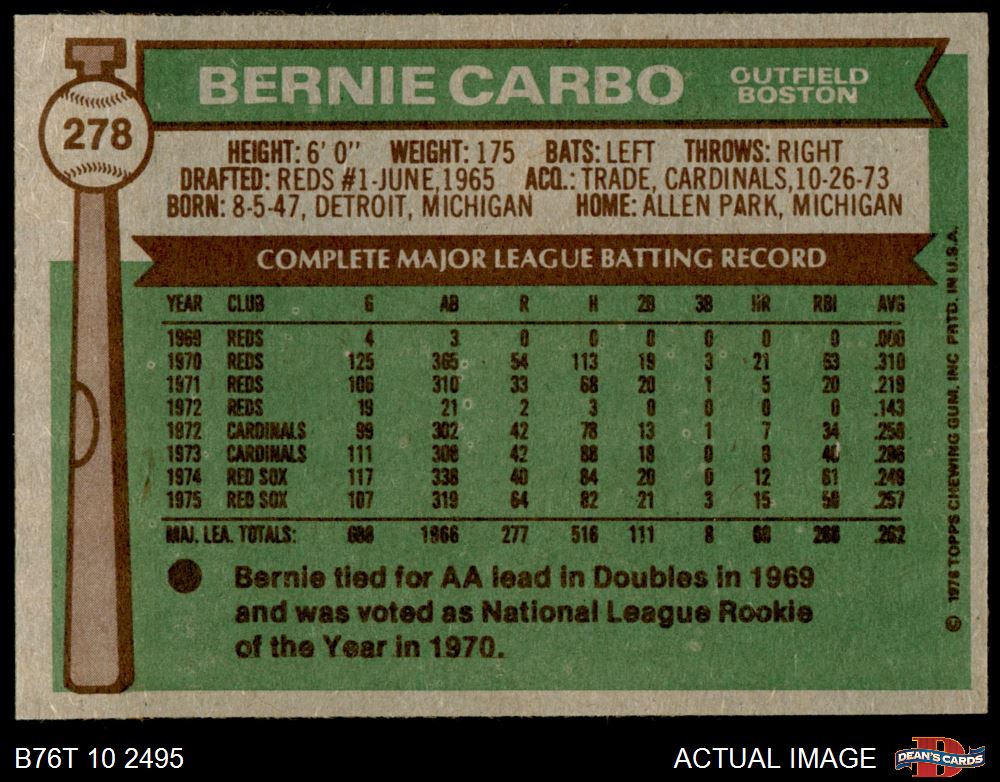 278
BERNIE CARBO OUTFIELD BOSTON
HEIGHT: 6' 0" WEIGHT: 175 BATS: LEFT THROWS: RIGHT
DRAFTED: REDS #1-JUNE, 1965 ACQ.: TRADE, CARDINALS, 10-26-73
BORN: 8-5-47, DETROIT, MICHIGAN HOME: ALLEN PARK, MICHIGAN
COMPLETE MAJOR LEAGUE BATTING RECORD
YEAR CLUB G AB R H 2B 3B HR RBI AVG
1969 REDS 4 3 0 0 0 0 0 0 .000
1970 REDS 125 365 54 113 19 3 21 63 .310
1971 REDS 106 310 33 68 20 1 5 20 .219
1972 REDS 19 21 2 3 0 0 0 0 .143
1972 CARDINALS 99 302 42 78 13 1 7 34 .258
1973 CARDINALS 111 308 42 88 18 0 8 40 .286
1974 RED SOX 117 338 40 84 20 0 12 61 .249
1975 RED SOX 107 319 64 82 21 3 15 50 .257
MAJ. LEA. TOTALS: 688 1966 277 516 111 8 68 268 .262
Bernie tied for AA lead in Doubles in 1969
and was voted as National League Rookie
of the Year in 1970.
© 1976 TOPPS CHEWING GUM, INC PRTD. IN U.S.A.
B76T 10 2495
ACTUAL IMAGE
D
DEAN'S CARDS